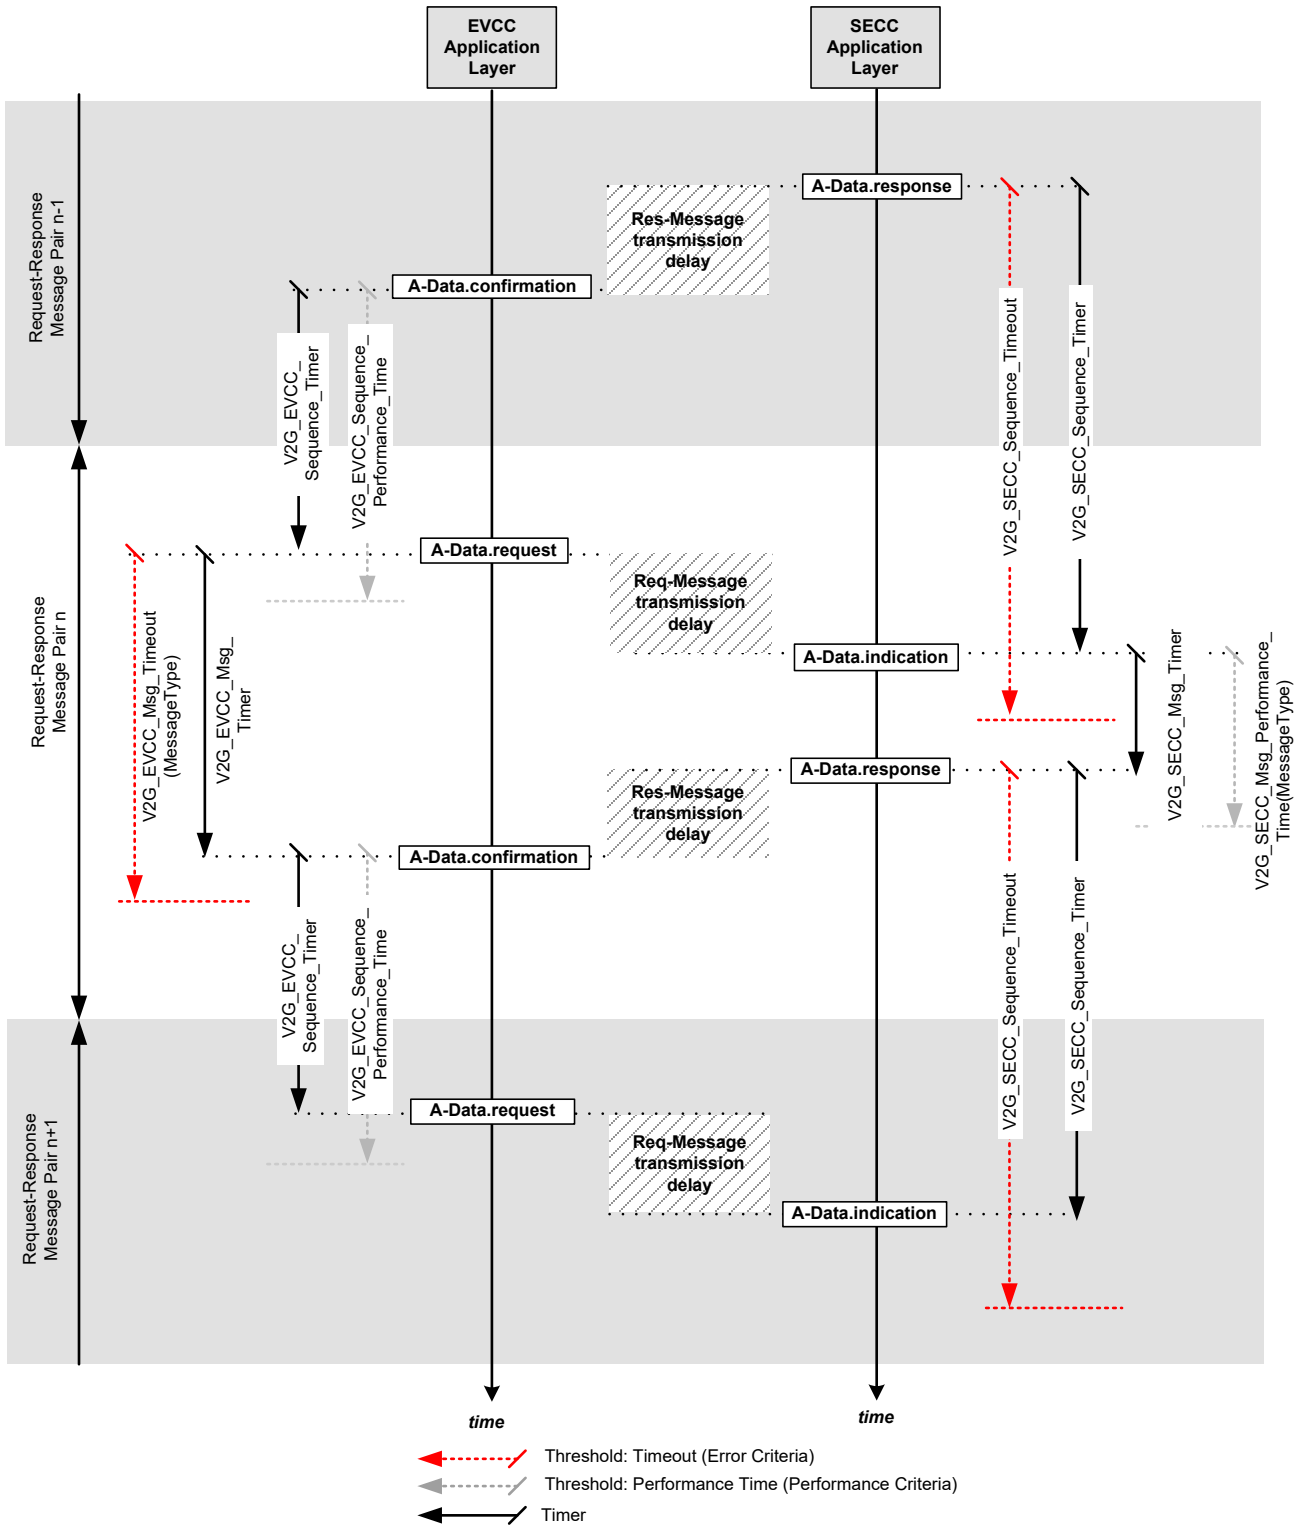 EVCC
Application
Layer
SECC
Application
Layer
Request-Response
Message Pair n-1
A-Data.response
Res-Message
transmission
delay
A-Data.confirmation
V2G_EVCC_
Sequence_Timer
V2G_EVCC_Sequence_
Performance_Time
V2G_SECC_Sequence_Timeout
V2G_SECC_Sequence_Timer
Request-Response
Message Pair n
A-Data.request
Req-Message
transmission
delay
A-Data.indication
V2G_EVCC_Msg_Timeout
(MessageType)
V2G_EVCC_Msg_
Timer
V2G_SECC_Msg_Timer
V2G_SECC_Msg_Performance_
Time(MessageType)
A-Data.response
Res-Message
transmission
delay
A-Data.confirmation
V2G_EVCC_
Sequence_Timer
V2G_EVCC_Sequence_
Performance_Time
V2G_SECC_Sequence_Timeout
V2G_SECC_Sequence_Timer
Request-Response
Message Pair n+1
A-Data.request
Req-Message
transmission
delay
A-Data.indication
time
time
Threshold: Timeout (Error Criteria)
Threshold: Performance Time (Performance Criteria)
Timer